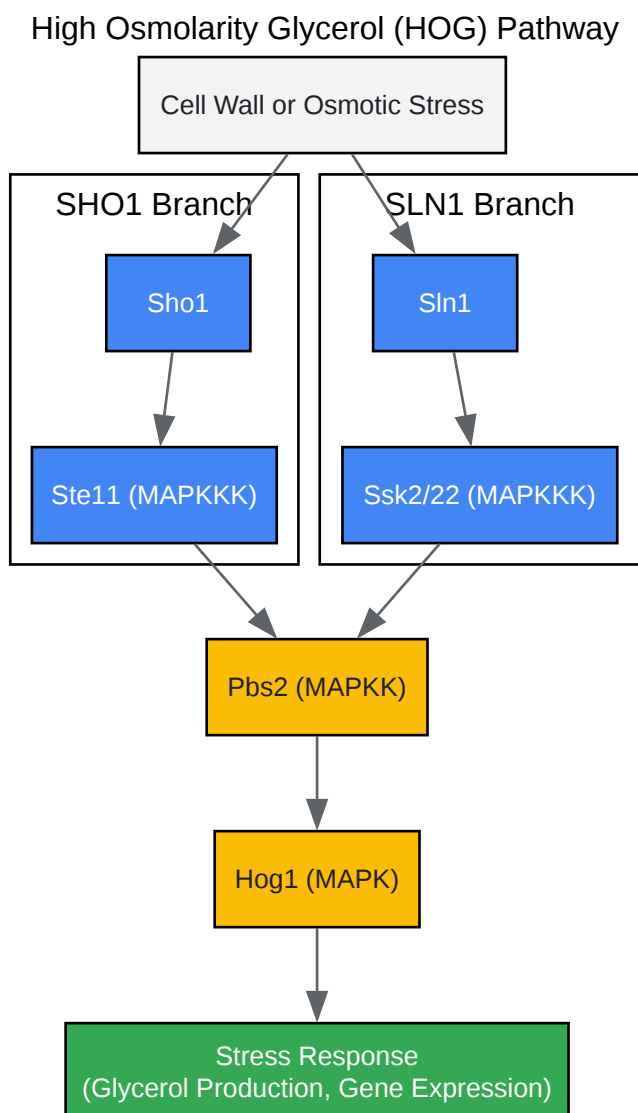 High Osmolarity Glycerol (HOG) Pathway
Cell Wall or Osmotic Stress
SHO1 Branch
SLN1 Branch
Sho1
Sln1
Ste11 (MAPKKK)
Ssk2/22 (MAPKKK)
Pbs2 (MAPKK)
Hog1 (MAPK)
Stress Response
(Glycerol Production, Gene Expression)